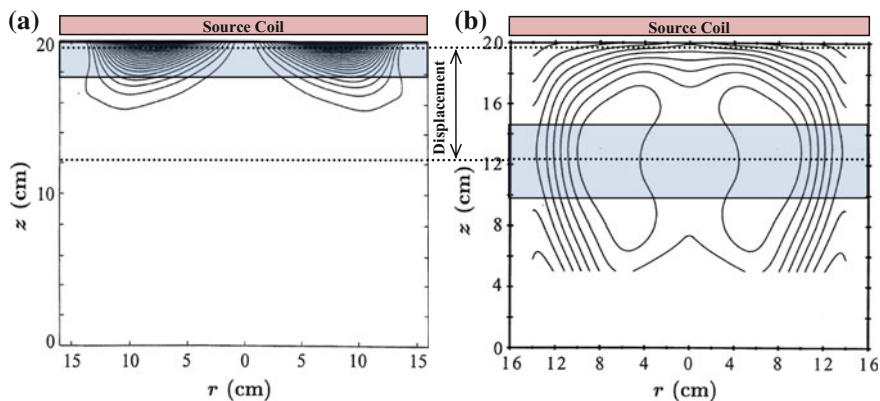 (a)
Source Coil
20
10
0
z (cm)
15 10 5 0 5 10 15
r (cm)
Displacement
(b)
Source Coil
20
16
12
8
4
0
z (cm)
16 12 8 4 0 4 8 12 16
r (cm)